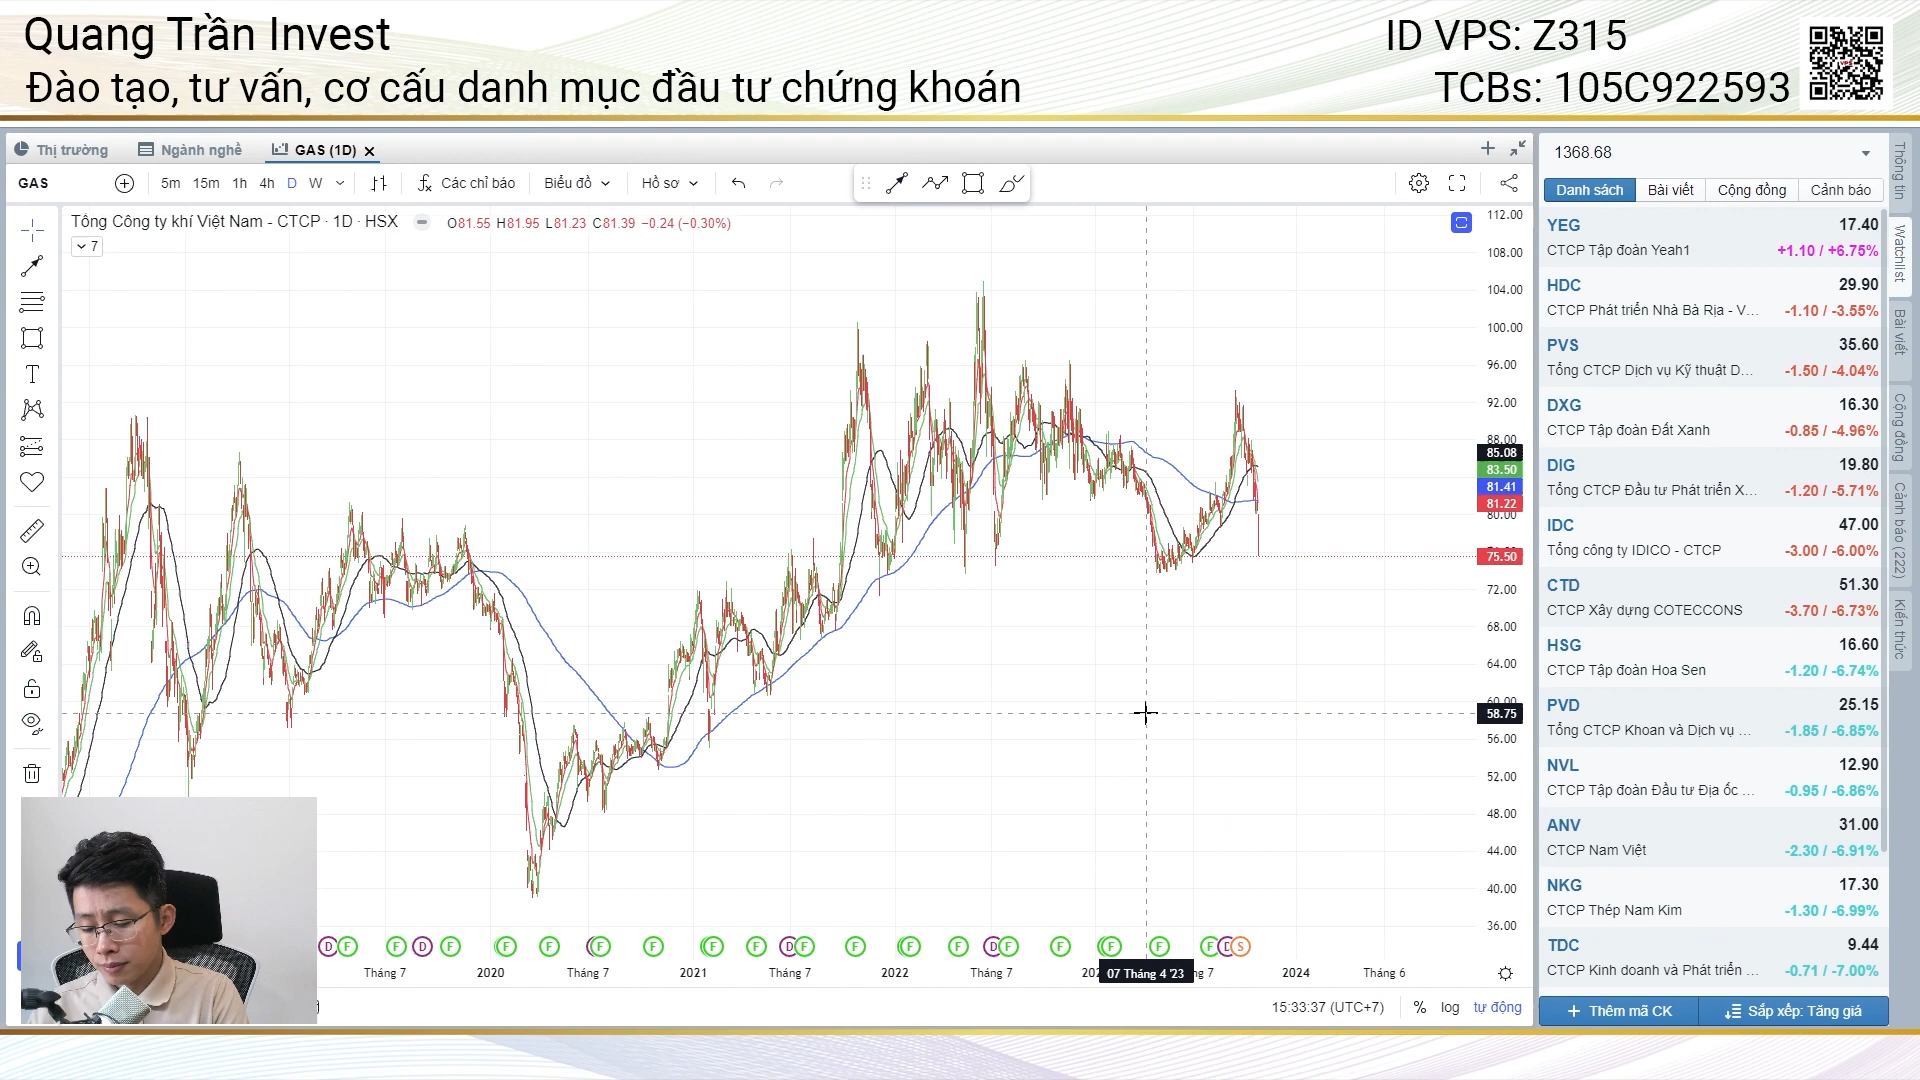 Quang Trần Invest
Đào tạo, tư vấn, cơ cấu danh mục đầu tư chứng khoán
ID VPS: Z315
TCBs: 105C922593
Thị trường
Ngành nghề
GAS (1D)
GAS
5m 15m 1h 4h D W
Các chỉ báo
Biểu đồ
Hồ sơ
Tổng Công ty khí Việt Nam - CTCP · 1D · HSX
O81.55 H81.95 L81.23 C81.39 −0.24 (−0.30%)
7
112.00
108.00
104.00
100.00
96.00
92.00
88.00
85.08
83.50
81.41
81.22
80.00
75.50
72.00
68.00
64.00
60.00
58.75
56.00
52.00
48.00
44.00
40.00
36.00
D F F D F F F F F F F D F F F F D F F F F F D S
Tháng 7 2020 Tháng 7 2021 Tháng 7 2022 Tháng 7 07 Tháng 4 '23 2024 Tháng 6
15:33:37 (UTC+7) % log tự động
1368.68
Danh sách Bài viết Cộng đồng Cảnh báo
YEG 17.40
CTCP Tập đoàn Yeah1 +1.10 / +6.75%
HDC 29.90
CTCP Phát triển Nhà Bà Rịa - V... -1.10 / -3.55%
PVS 35.60
Tổng CTCP Dịch vụ Kỹ thuật D... -1.50 / -4.04%
DXG 16.30
CTCP Tập đoàn Đất Xanh -0.85 / -4.96%
DIG 19.80
Tổng CTCP Đầu tư Phát triển X... -1.20 / -5.71%
IDC 47.00
Tổng công ty IDICO - CTCP -3.00 / -6.00%
CTD 51.30
CTCP Xây dựng COTECCONS -3.70 / -6.73%
HSG 16.60
CTCP Tập đoàn Hoa Sen -1.20 / -6.74%
PVD 25.15
Tổng CTCP Khoan và Dịch vụ ... -1.85 / -6.85%
NVL 12.90
CTCP Tập đoàn Đầu tư Địa ốc ... -0.95 / -6.86%
ANV 31.00
CTCP Nam Việt -2.30 / -6.91%
NKG 17.30
CTCP Thép Nam Kim -1.30 / -6.99%
TDC 9.44
CTCP Kinh doanh và Phát triển ... -0.71 / -7.00%
Thêm mã CK
Sắp xếp: Tăng giá
Thông tin
Watchlist
Bài viết
Cộng đồng
Cảnh báo (222)
Kiến thức